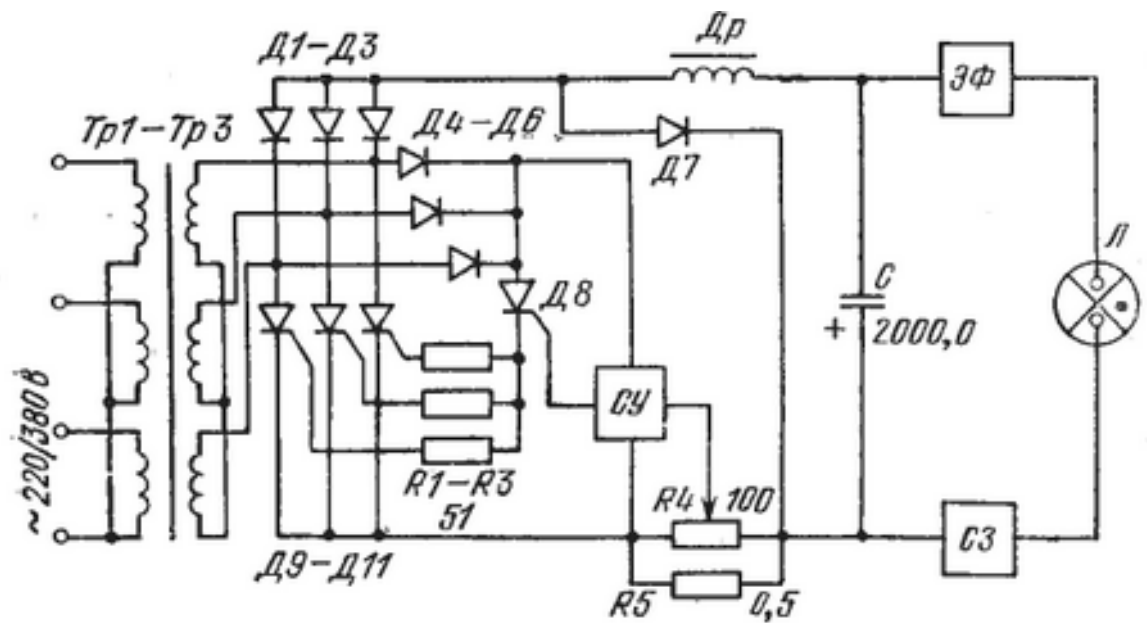 Др
Д1–Д3
ЭФ
Тр1–Тр3
Д4–Д6
Д7
Л
Д8
С
+ 2000,0
~220/380 В
СУ
R1–R3
51
R4 100
СЗ
Д9–Д11
R5 0,5